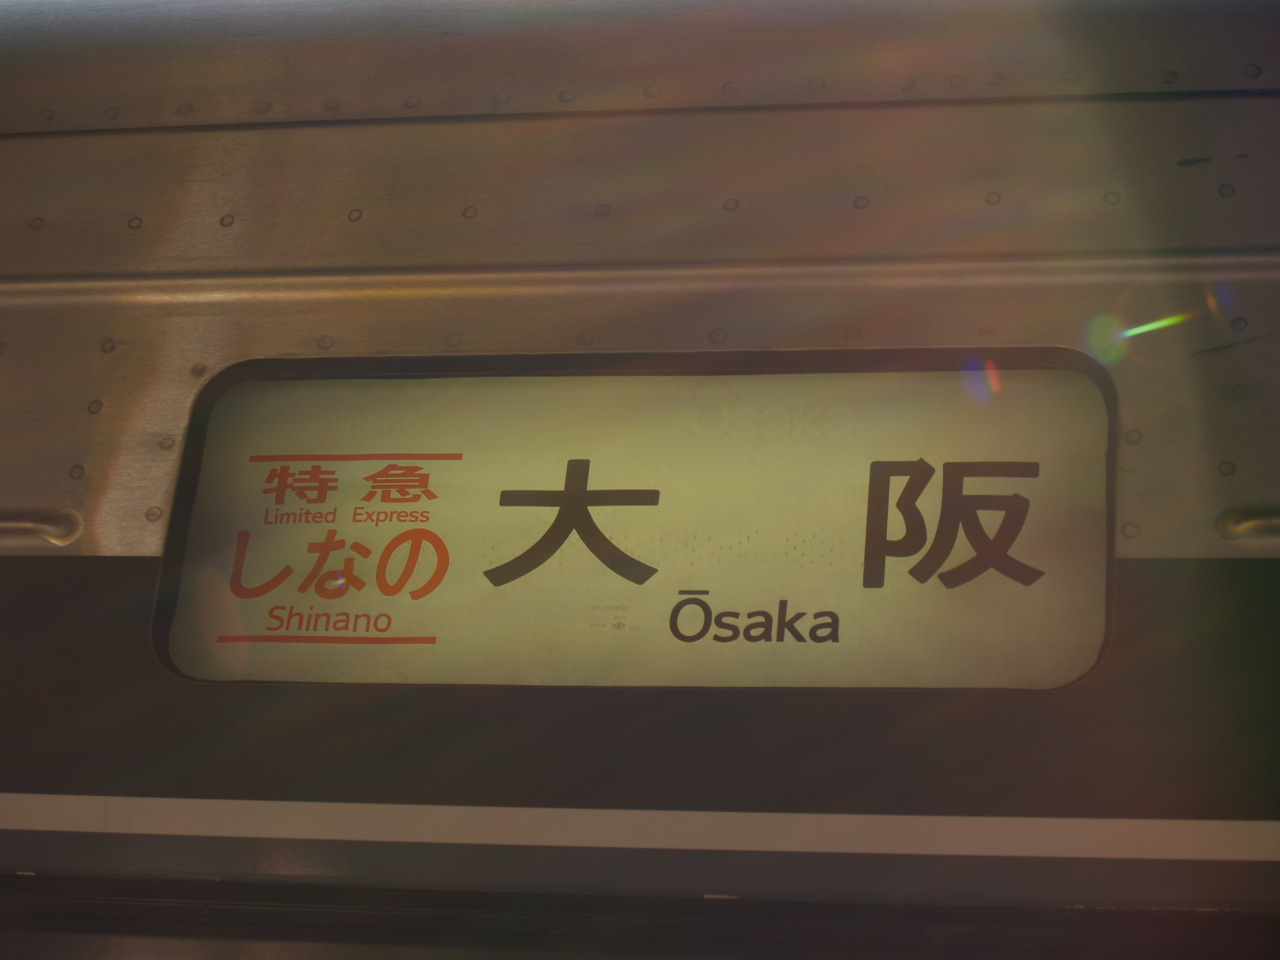 特急
Limited Express
しなの
Shinano
大阪
Ōsaka